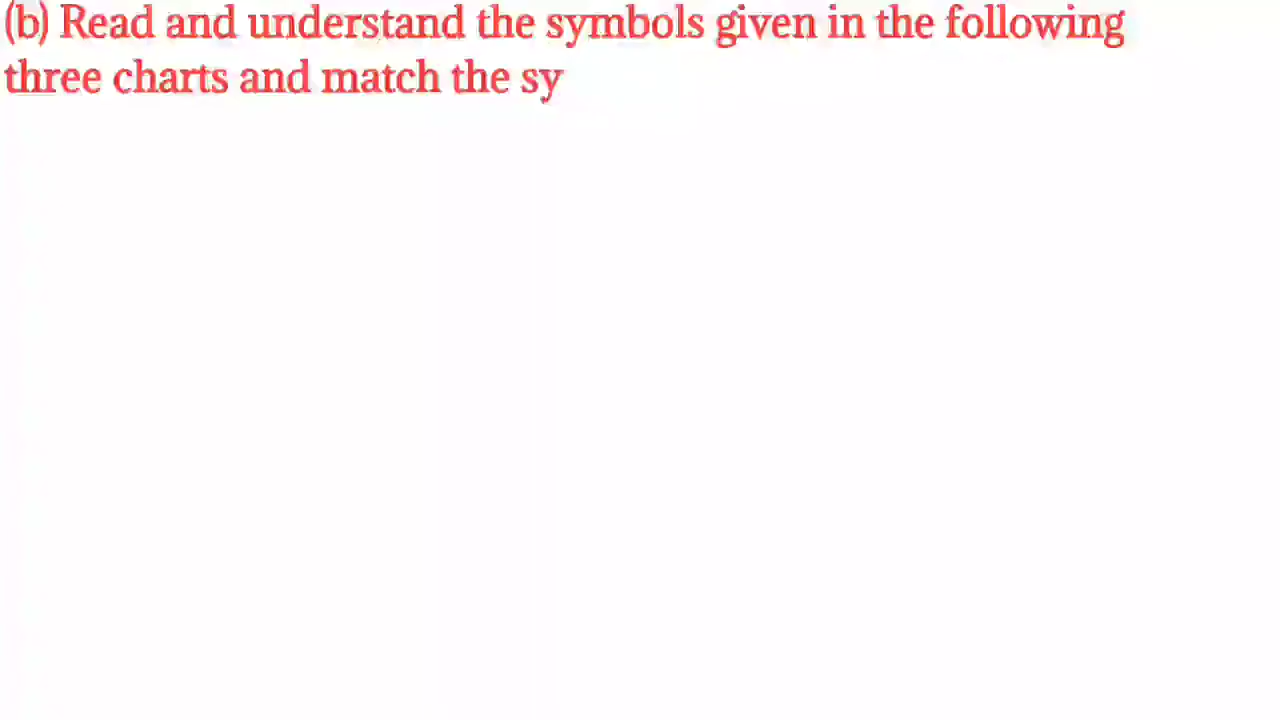 (b) Read and understand the symbols given in the following
three charts and match the sy